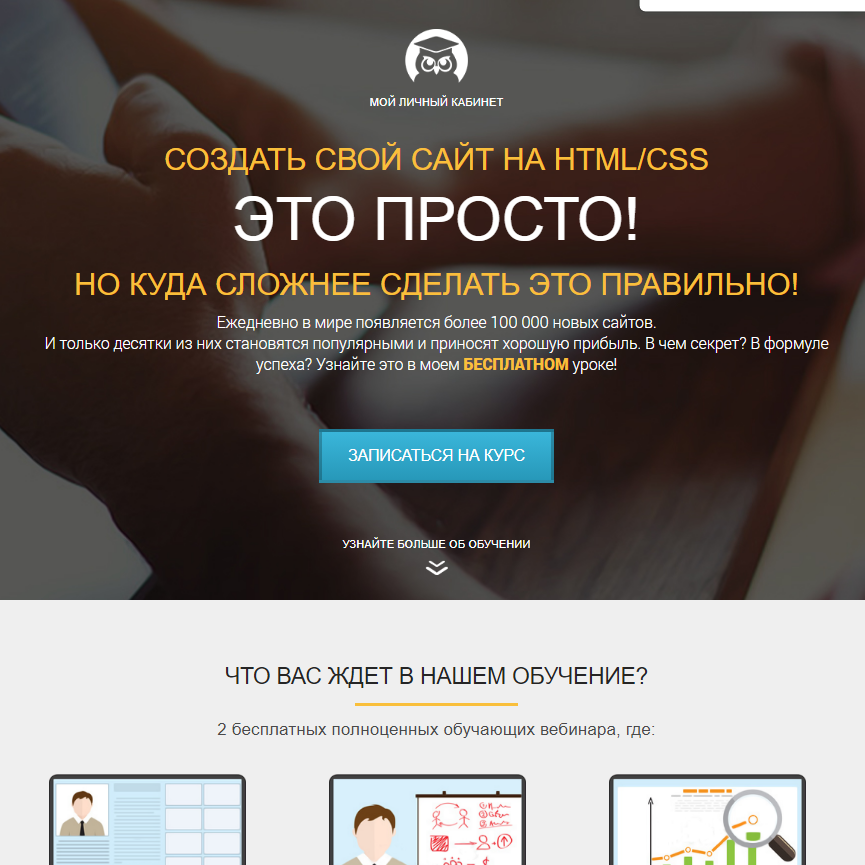 МОЙ ЛИЧНЫЙ КАБИНЕТ
СОЗДАТЬ СВОЙ САЙТ НА HTML/CSS
ЭТО ПРОСТО!
НО КУДА СЛОЖНЕЕ СДЕЛАТЬ ЭТО ПРАВИЛЬНО!
Ежедневно в мире появляется более 100 000 новых сайтов.
И только десятки из них становятся популярными и приносят хорошую прибыль. В чем секрет? В формуле
успеха? Узнайте это в моем БЕСПЛАТНОМ уроке!
ЗАПИСАТЬСЯ НА КУРС
УЗНАЙТЕ БОЛЬШЕ ОБ ОБУЧЕНИИ
ЧТО ВАС ЖДЕТ В НАШЕМ ОБУЧЕНИЕ?
2 бесплатных полноценных обучающих вебинара, где: